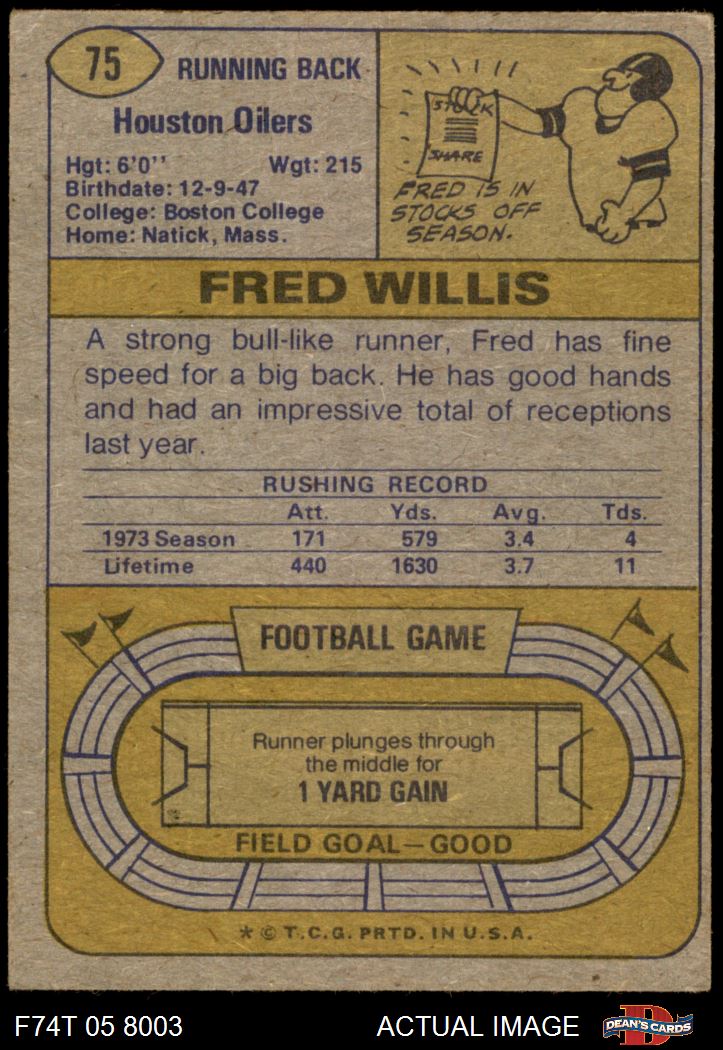 75 RUNNING BACK
Houston Oilers
Hgt: 6'0'' Wgt: 215
Birthdate: 12-9-47
College: Boston College
Home: Natick, Mass.
STOCK
SHARE
FRED IS IN
STOCKS OFF
SEASON.
FRED WILLIS
A strong bull-like runner, Fred has fine
speed for a big back. He has good hands
and had an impressive total of receptions
last year.
RUSHING RECORD
Att. Yds. Avg. Tds.
1973 Season 171 579 3.4 4
Lifetime 440 1630 3.7 11
FOOTBALL GAME
Runner plunges through
the middle for
1 YARD GAIN
FIELD GOAL—GOOD
* © T.C.G. PRTD. IN U.S.A.
F74T 05 8003 ACTUAL IMAGE DEAN'S CARDS